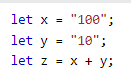 let x = "100";
let y = "10";
let z = x + y;